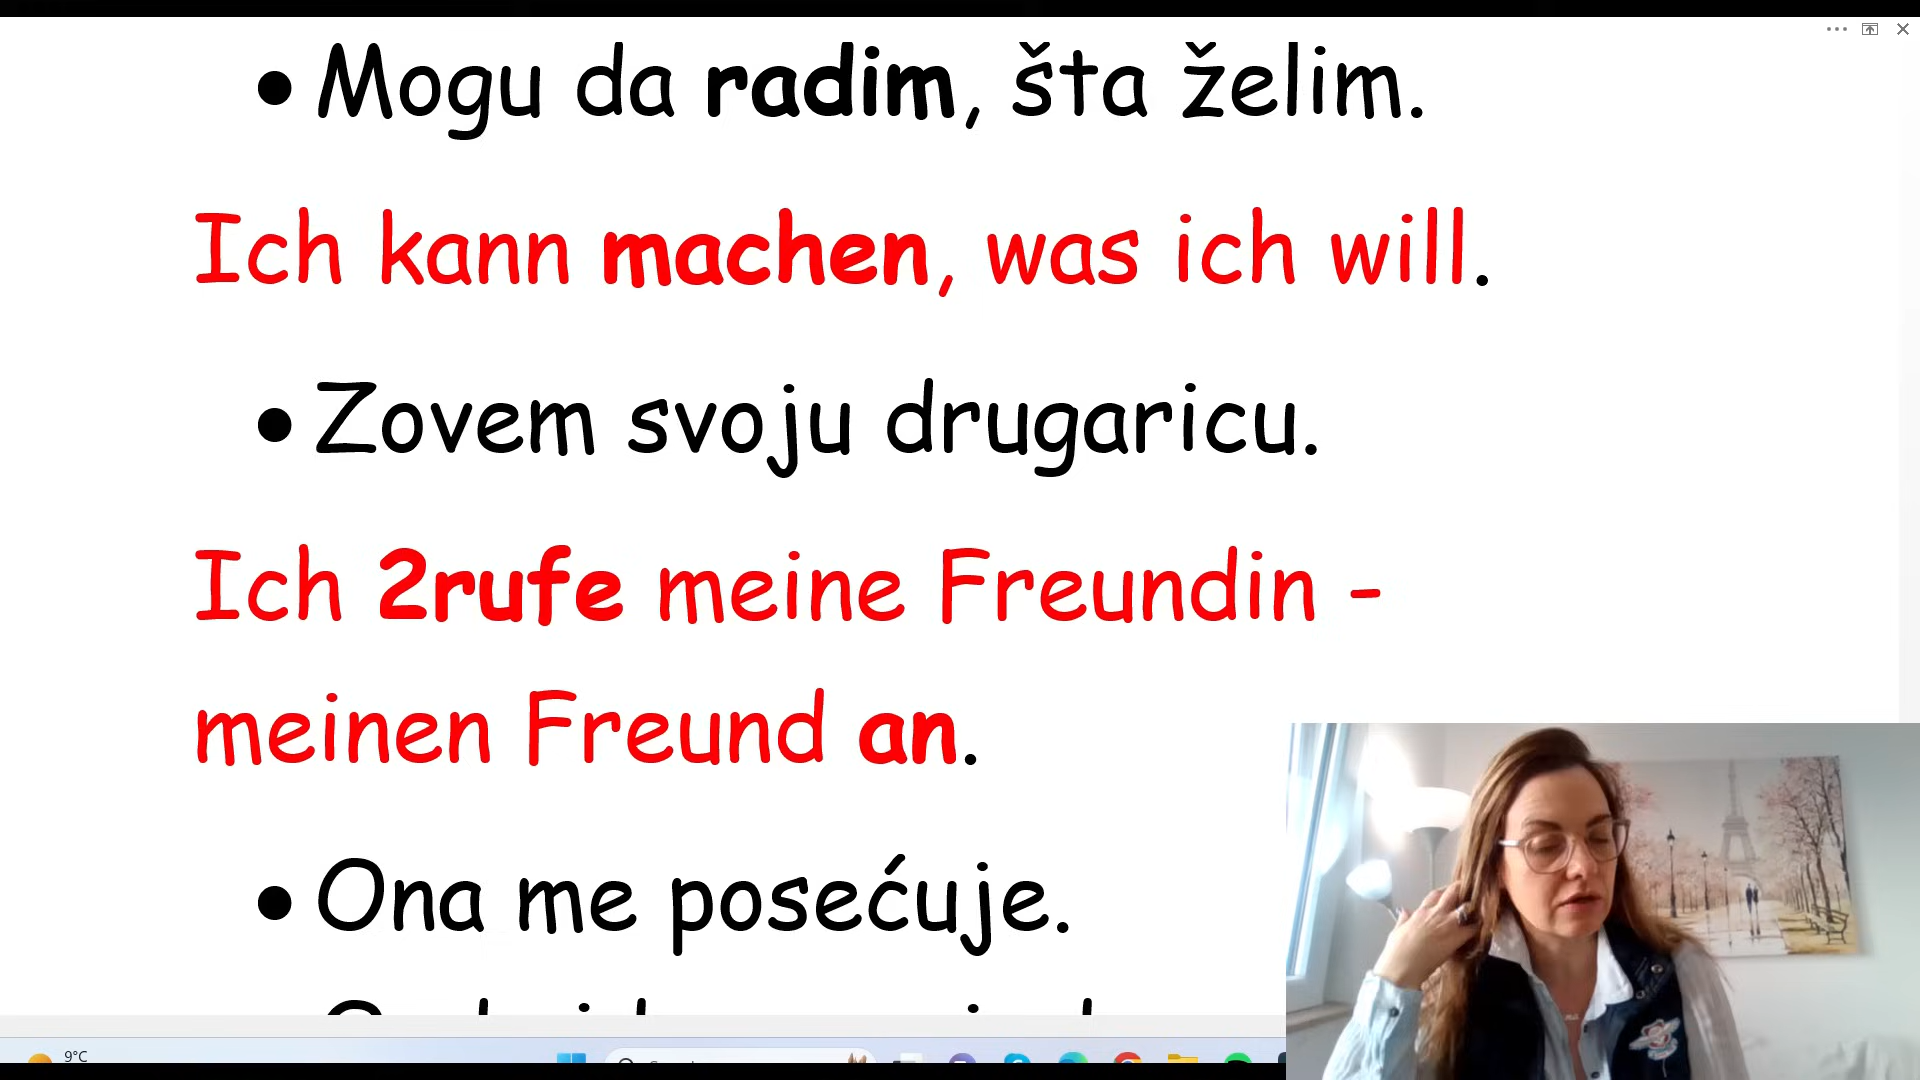 • Mogu da radim, šta želim.
Ich kann machen, was ich will.
• Zovem svoju drugaricu.
Ich 2rufe meine Freundin -
meinen Freund an.
• Ona me posećuje.
9°C